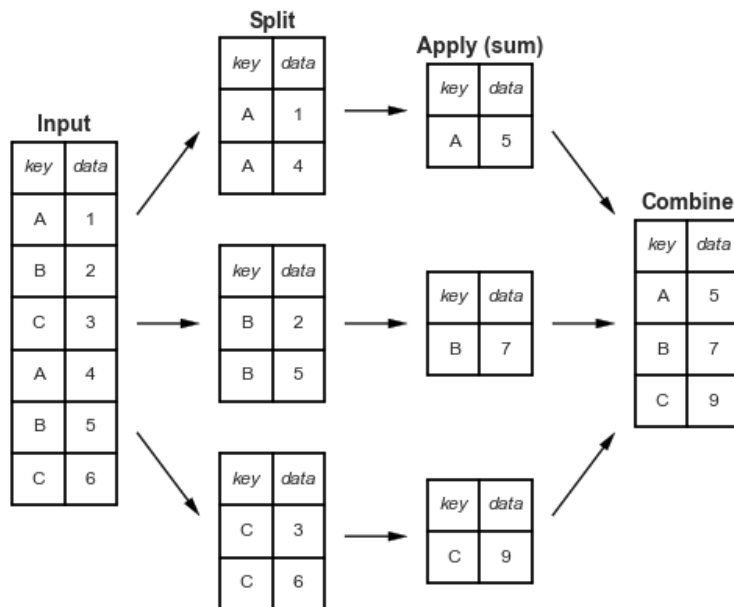 Split
key data
A 1
A 4
Apply (sum)
key data
A 5
Input
key data
A 1
B 2
C 3
A 4
B 5
C 6
key data
B 2
B 5
key data
B 7
Combine
key data
A 5
B 7
C 9
key data
C 3
C 6
key data
C 9